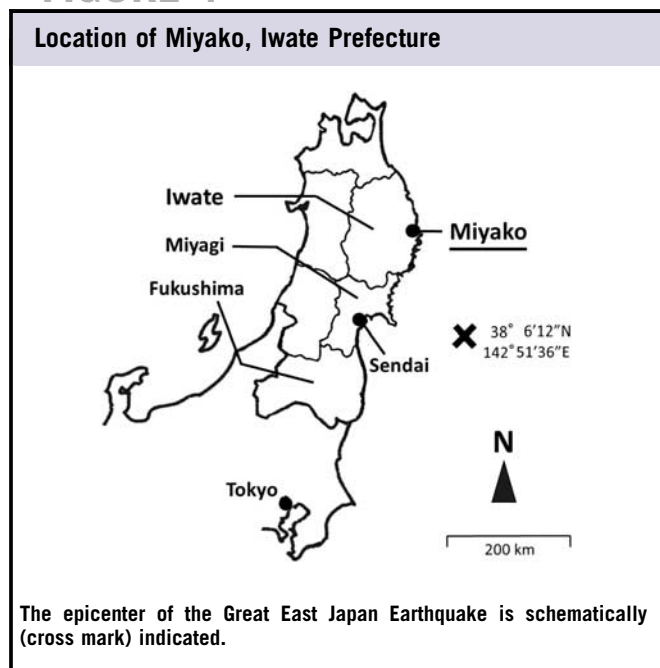 Location of Miyako, Iwate Prefecture
Iwate
Miyako
Miyagi
Fukushima
38° 6’12”N
142°51’36”E
Sendai
N
Tokyo
200 km
The epicenter of the Great East Japan Earthquake is schematically
(cross mark) indicated.